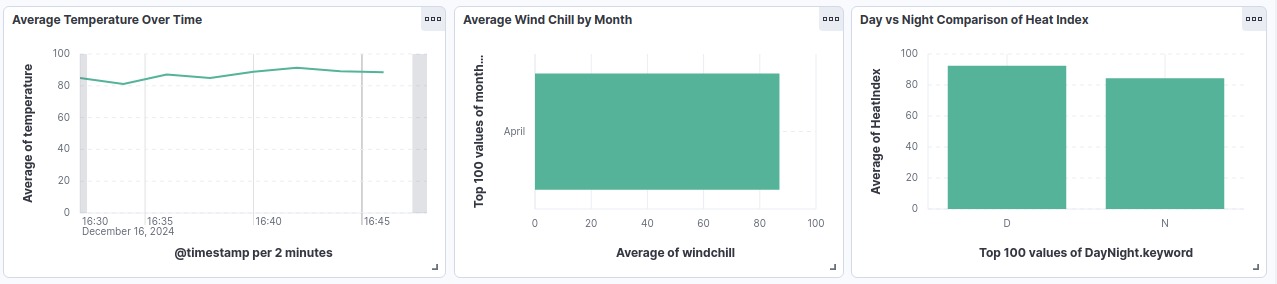 Average Temperature Over Time
Average of temperature
100
80
60
40
20
0
16:30
16:35
16:40
16:45
December 16, 2024
@timestamp per 2 minutes
Average Wind Chill by Month
Top 100 values of month...
April
0
20
40
60
80
100
Average of windchill
Day vs Night Comparison of Heat Index
Average of HeatIndex
100
80
60
40
20
0
D
N
Top 100 values of DayNight.keyword